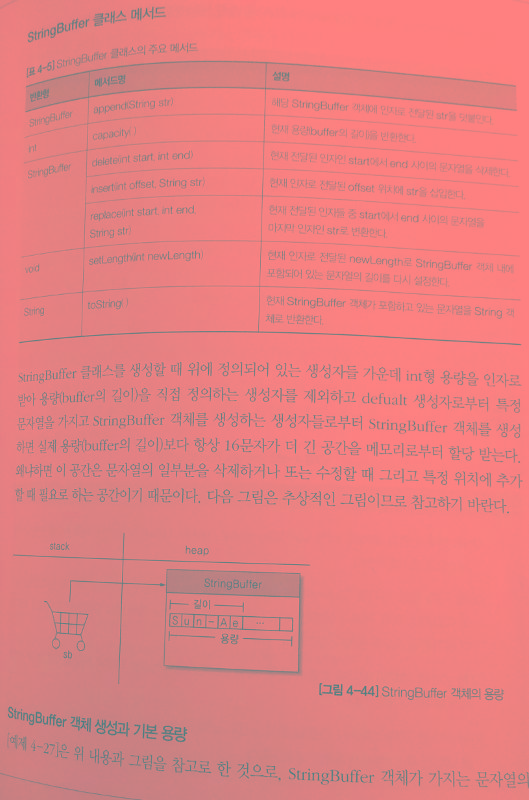 StringBuffer 클래스 메서드
[표 4-5] StringBuffer 클래스의 주요 메서드
반환형 메서드명 설명
StringBuffer append(String str) 해당 StringBuffer 객체에 인자로 전달된 str을 덧붙인다.
int capacity( ) 현재 용량(buffer의 길이)를 반환한다.
StringBuffer delete(int start, int end) 현재 전달된 인자인 start에서 end 사이의 문자열을 삭제한다.
insert(int offset, String str) 현재 인자로 전달된 offset 위치에 str을 삽입한다.
replace(int start, int end, 현재 전달된 인자들 중 start에서 end 사이의 문자열을
String str) 마지막 인자인 str로 변환한다.
void setLength(int newLength) 현재 인자로 전달된 newLength로 StringBuffer 객체 내에
포함되어 있는 문자열의 길이를 다시 설정한다.
String toString( ) 현재 StringBuffer 객체가 포함하고 있는 문자열을 String 객
체로 반환한다.
StringBuffer 클래스를 생성할 때 위에 정의되어 있는 생성자들 가운데 int형 용량을 인자로
받아 용량(buffer의 길이)을 직접 정의하는 생성자를 제외하고 defualt 생성자로부터 특정
문자열을 가지고 StringBuffer 객체를 생성하는 생성자들로부터 StringBuffer 객체를 생성
하면 실제 용량(buffer의 길이)보다 항상 16문자가 더 긴 공간을 메모리로부터 할당 받는다.
왜냐하면 이 공간은 문자열의 일부분을 삭제하거나 또는 수정할 때 그리고 특정 위치에 추가
할 때 필요로 하는 공간이기 때문이다. 다음 그림은 추상적인 그림이므로 참고하기 바란다.
stack heap
StringBuffer
길이
S u n - A e ...
용량
sb
[그림 4-44] StringBuffer 객체의 용량
StringBuffer 객체 생성과 기본 용량
[예제 4-27]은 위 내용과 그림을 참고로 한 것으로, StringBuffer 객체가 가지는 문자열의